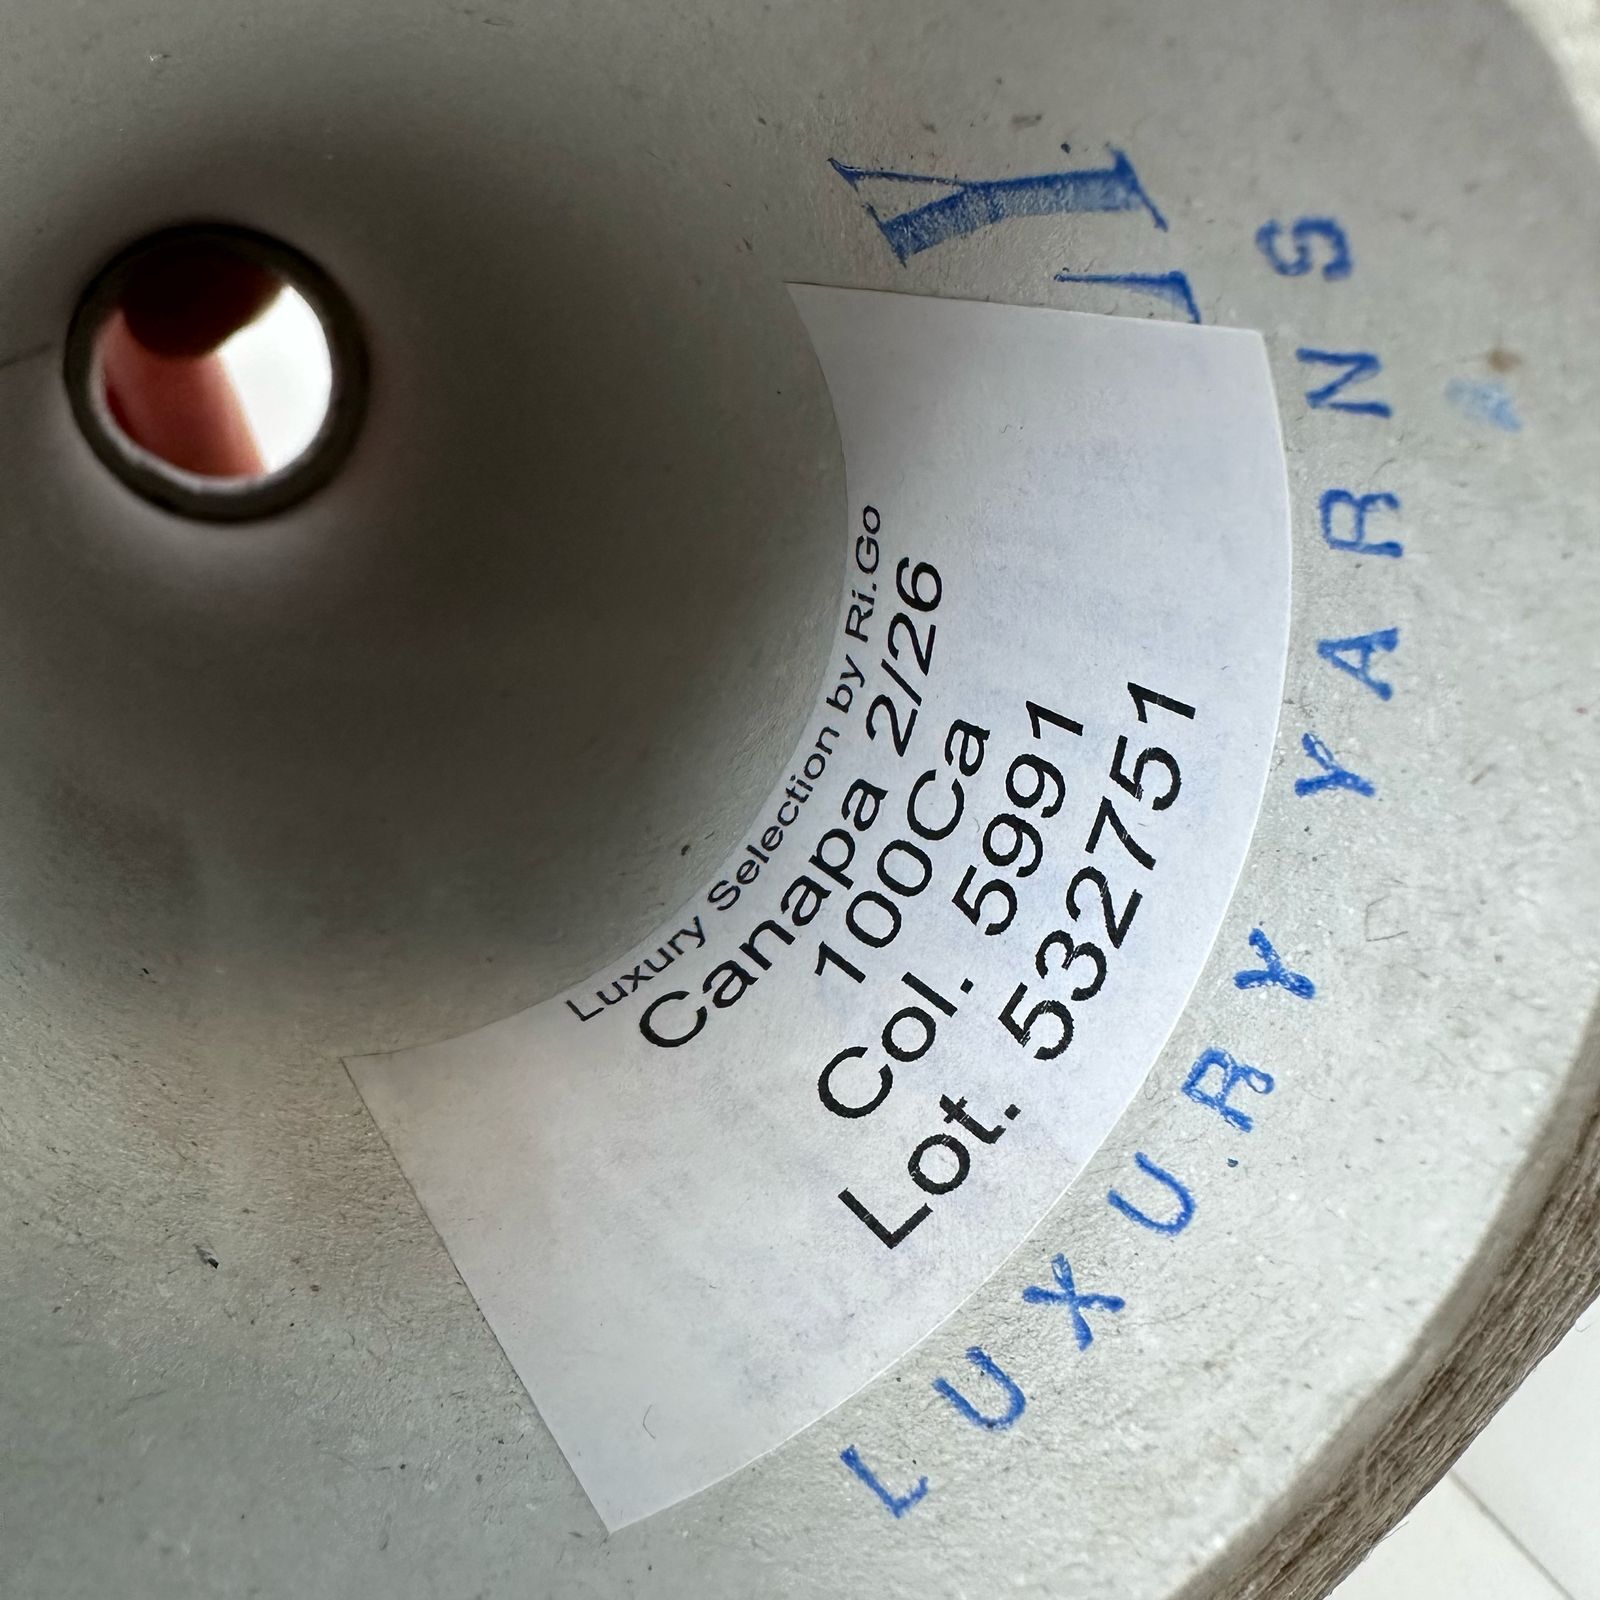 Luxury Selection by Ri.Go
Canapa 2/26
100Ca
Col. 5991
Lot. 532751
LUXURY YARNS